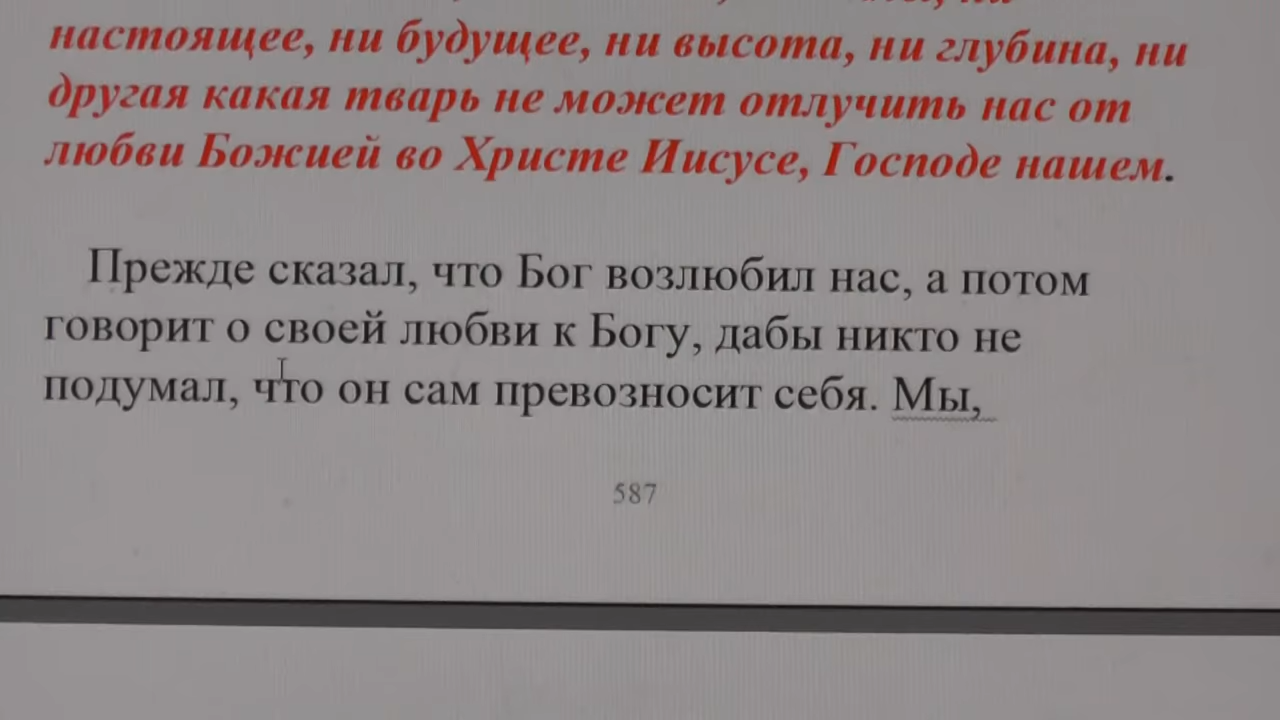 настоящее, ни будущее, ни высота, ни глубина, ни
другая какая тварь не может отлучить нас от
любви Божией во Христе Иисусе, Господе нашем.
Прежде сказал, что Бог возлюбил нас, а потом
говорит о своей любви к Богу, дабы никто не
подумал, что он сам превозносит себя. Мы,
587